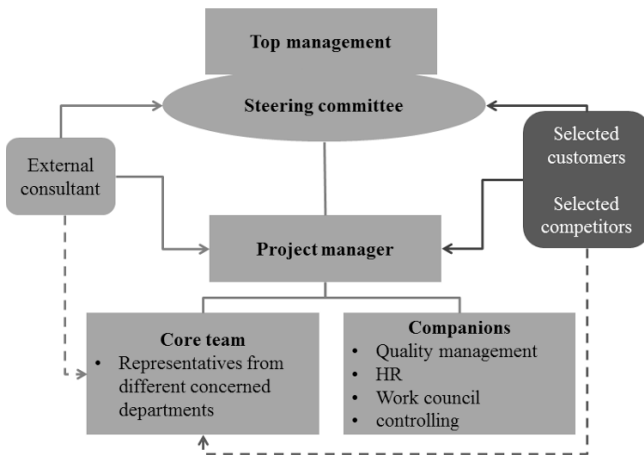 Top management
Steering committee
External
consultant
Selected
customers
Selected
competitors
Project manager
Core team
• Representatives from
different concerned
departments
Companions
• Quality management
• HR
• Work council
• controlling